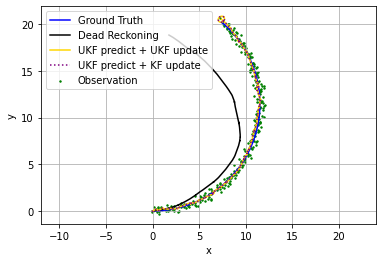 Ground Truth
Dead Reckoning
UKF predict + UKF update
UKF predict + KF update
Observation
y
20
15
10
5
0
−10
−5
0
5
10
15
20
x